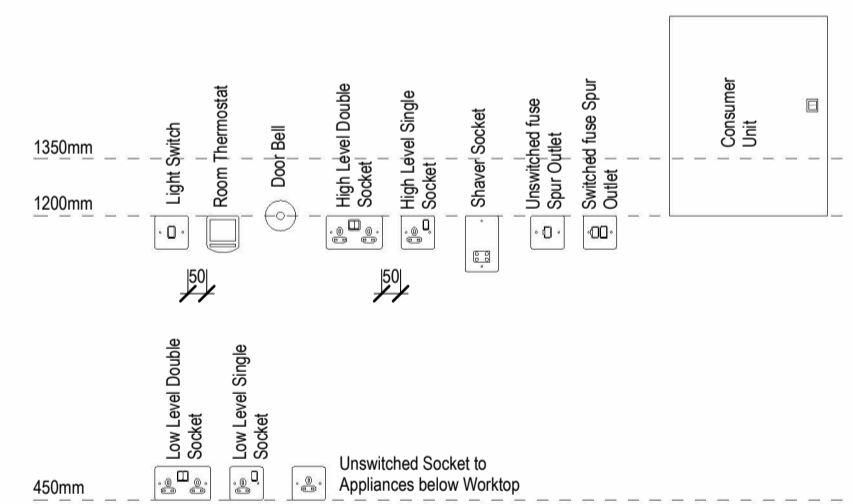 1350mm
1200mm
Light Switch
Room Thermostat
Door Bell
High Level Double
Socket
High Level Single
Socket
Shaver Socket
Unswitched fuse
Spur Outlet
Switched fuse Spur
Outlet
Consumer
Unit
50
50
Low Level Double
Socket
Low Level Single
Socket
Unswitched Socket to
Appliances below Worktop
450mm